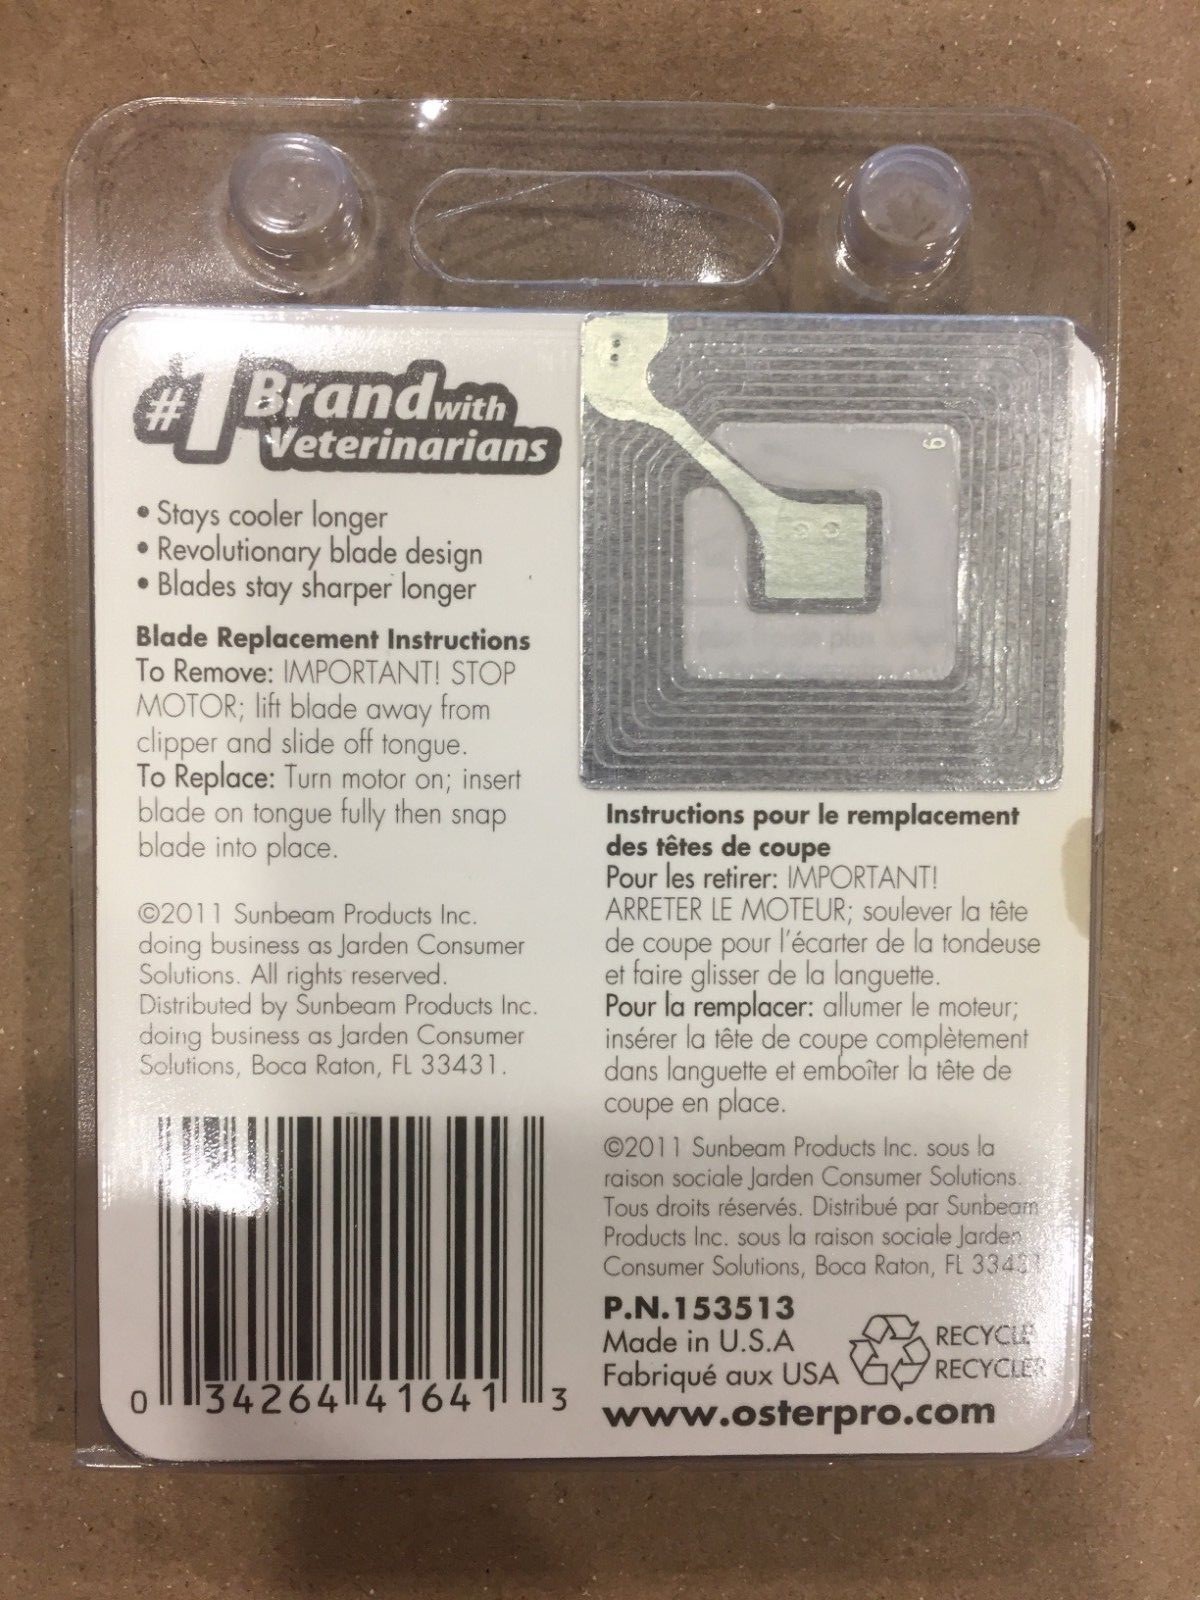 #1 Brand with
Veterinarians
• Stays cooler longer
• Revolutionary blade design
• Blades stay sharper longer
Blade Replacement Instructions
To Remove: IMPORTANT! STOP
MOTOR; lift blade away from
clipper and slide off tongue.
To Replace: Turn motor on; insert
blade on tongue fully then snap
blade into place.
©2011 Sunbeam Products Inc.
doing business as Jarden Consumer
Solutions. All rights reserved.
Distributed by Sunbeam Products Inc.
doing business as Jarden Consumer
Solutions, Boca Raton, FL 33431.
0 34264 41641 3
9
Instructions pour le remplacement
des têtes de coupe
Pour les retirer: IMPORTANT!
ARRETER LE MOTEUR; soulever la tête
de coupe pour l'écarter de la tondeuse
et faire glisser de la languette.
Pour la remplacer: allumer le moteur;
insérer la tête de coupe complètement
dans languette et emboîter la tête de
coupe en place.
©2011 Sunbeam Products Inc. sous la
raison sociale Jarden Consumer Solutions.
Tous droits réservés. Distribué par Sunbeam
Products Inc. sous la raison sociale Jarden
Consumer Solutions, Boca Raton, FL 33431
P.N.153513
Made in U.S.A
Fabriqué aux USA
RECYCLE
RECYCLER
www.osterpro.com